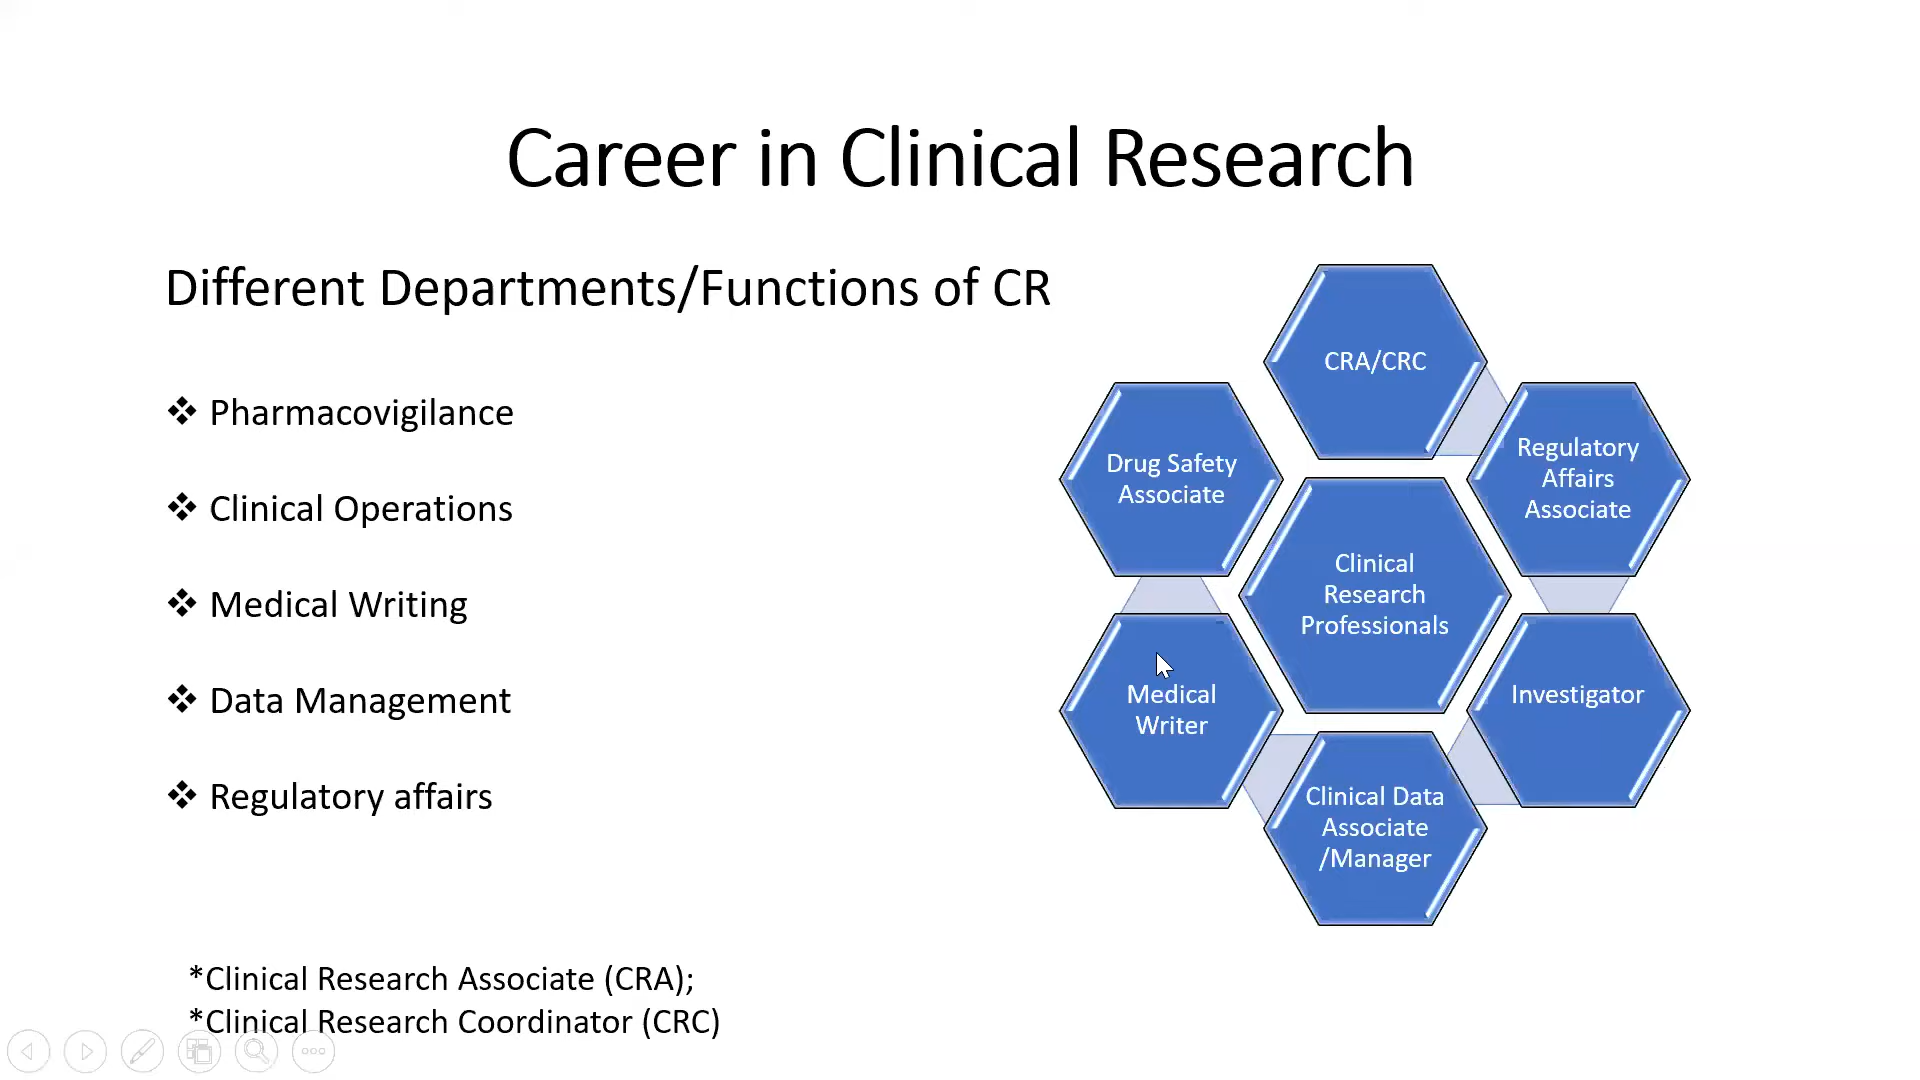 Career in Clinical Research
Different Departments/Functions of CR
❖ Pharmacovigilance
❖ Clinical Operations
❖ Medical Writing
❖ Data Management
❖ Regulatory affairs
*Clinical Research Associate (CRA);
*Clinical Research Coordinator (CRC)
CRA/CRC
Regulatory
Affairs
Associate
Investigator
Clinical Data
Associate
/Manager
Medical
Writer
Drug Safety
Associate
Clinical
Research
Professionals